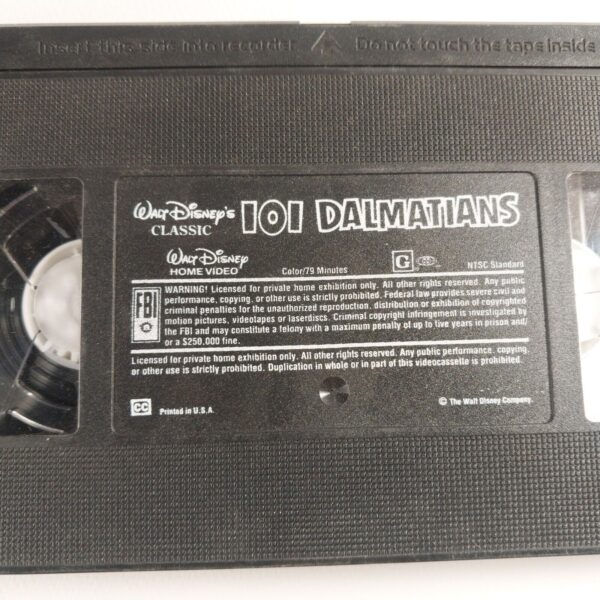 Insert this side into recorder Do not touch the tape inside
Walt Disney's
CLASSIC
101 DALMATIANS
Walt Disney
HOME VIDEO
Color/79 Minutes
G
NTSC Standard
FBI
WARNING! Licensed for private home exhibition only. All other rights reserved. Any public
performance, copying, or other use is strictly prohibited. Federal law provides severe civil and
criminal penalties for the unauthorized reproduction, distribution or exhibition of copyrighted
motion pictures, videotapes or laserdiscs. Criminal copyright infringement is investigated by
the FBI and may constitute a felony with a maximum penalty of up to five years in prison and/
or a $250,000 fine.
Licensed for private home exhibition only. All other rights reserved. Any public performance, copying,
or other use is strictly prohibited. Duplication in whole or in part of this videocassette is prohibited.
CC
Printed in U.S.A.
© The Walt Disney Company.